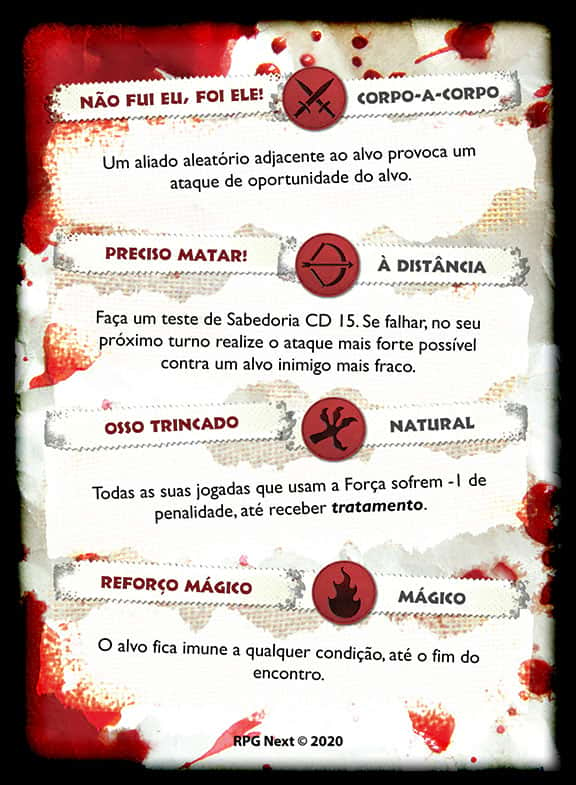 NÃO FUI EU, FOI ELE! CORPO-A-CORPO
Um aliado aleatório adjacente ao alvo provoca um
ataque de oportunidade do alvo.
PRECISO MATAR! À DISTÂNCIA
Faça um teste de Sabedoria CD 15. Se falhar, no seu
próximo turno realize o ataque mais forte possível
contra um alvo inimigo mais fraco.
OSSO TRINCADO NATURAL
Todas as suas jogadas que usam a Força sofrem -1 de
penalidade, até receber tratamento.
REFORÇO MÁGICO MÁGICO
O alvo fica imune a qualquer condição, até o fim do
encontro.
RPG Next © 2020